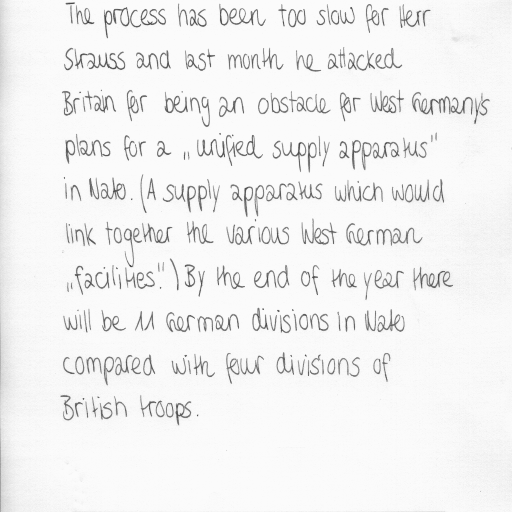 The process has been too slow for Herr
Strauss and last month he attacked
Britain for being an obstacle for West Germany's
plans for a „unified supply apparatus"
in Nato. (A supply apparatus which would
link together the various West German
„facilities".) By the end of the year there
will be 11 German divisions in Nato
compared with four divisions of
British troops.